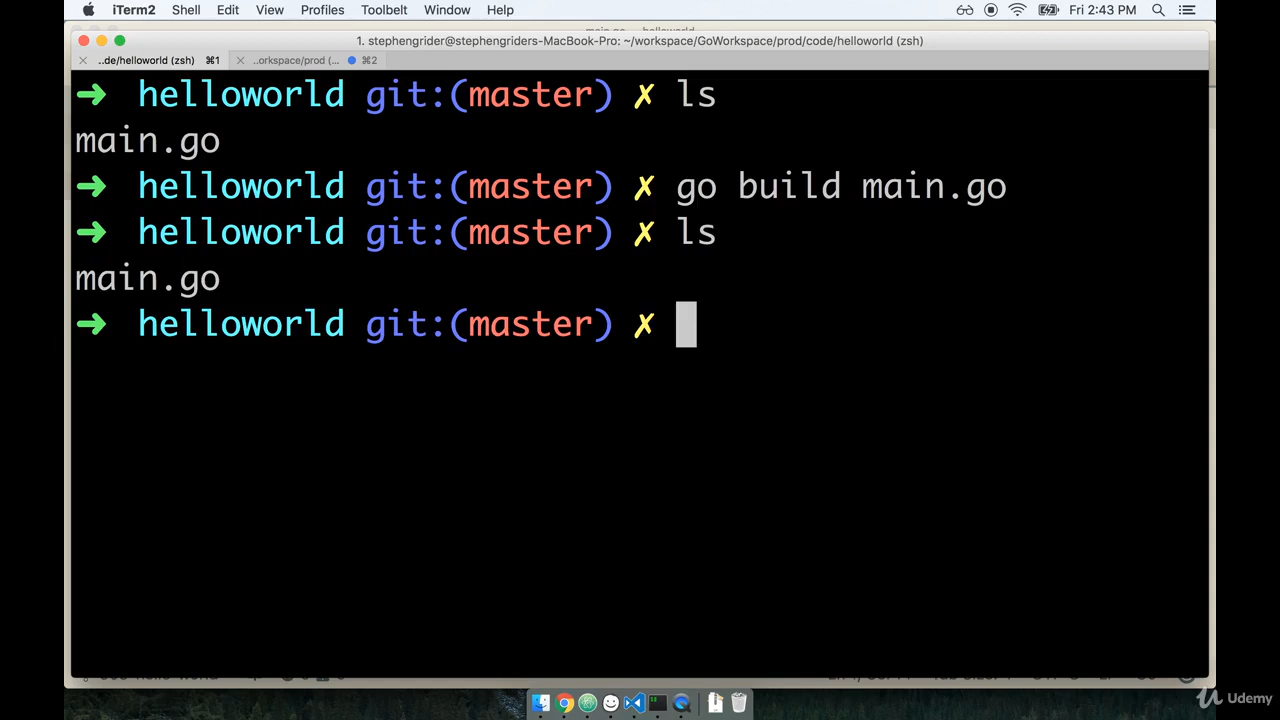 iTerm2 Shell Edit View Profiles Toolbelt Window Help Fri 2:43 PM
1. stephengrider@stephengriders-MacBook-Pro: ~/workspace/GoWorkspace/prod/code/helloworld (zsh)
..de/helloworld (zsh) ⌘1 ..orkspace/prod (... ⌘2
➜ helloworld git:(master) ✗ ls
main.go
➜ helloworld git:(master) ✗ go build main.go
➜ helloworld git:(master) ✗ ls
main.go
➜ helloworld git:(master) ✗
Udemy